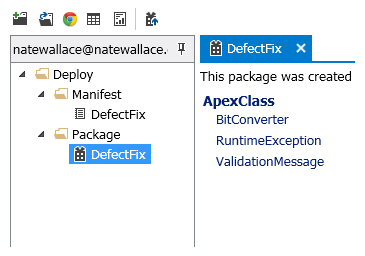 natewallace@natewallace.
Deploy
Manifest
DefectFix
Package
DefectFix
DefectFix
This package was created
ApexClass
BitConverter
RuntimeException
ValidationMessage